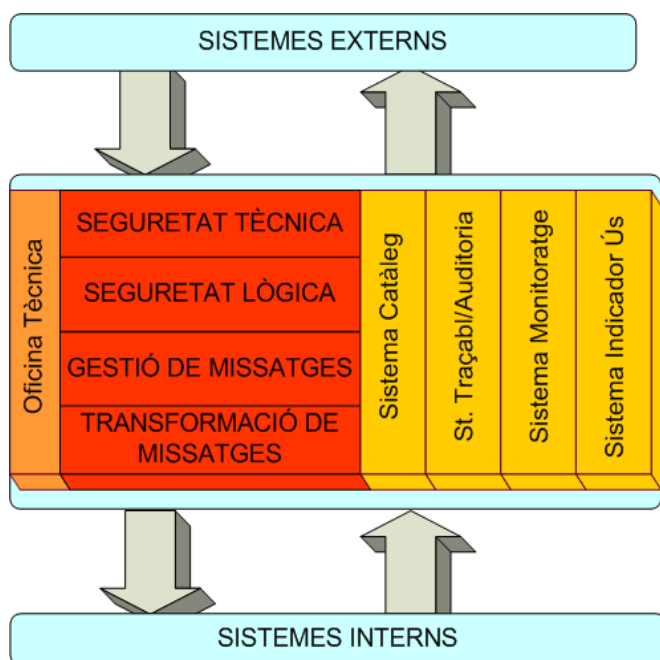 SISTEMES EXTERNS
Oficina Tècnica
SEGURETAT TÈCNICA
SEGURETAT LÒGICA
GESTIÓ DE MISSATGES
TRANSFORMACIÓ DE
MISSATGES
Sistema Catàleg
St. Traçabl/Auditoria
Sistema Monitoratge
Sistema Indicador Ús
SISTEMES INTERNS